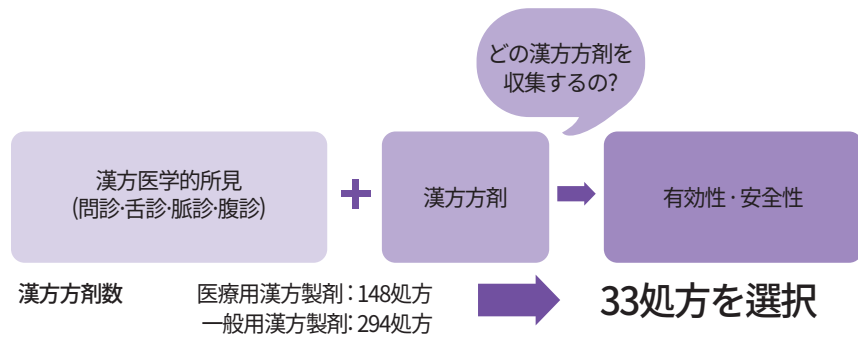 どの漢方方剤を
収集するの?
漢方医学的所見
(問診·舌診·脈診·腹診)
+
漢方方剤
有効性 · 安全性
漢方方剤数
医療用漢方製剤：148処方
一般用漢方製剤: 294処方
33処方を選択